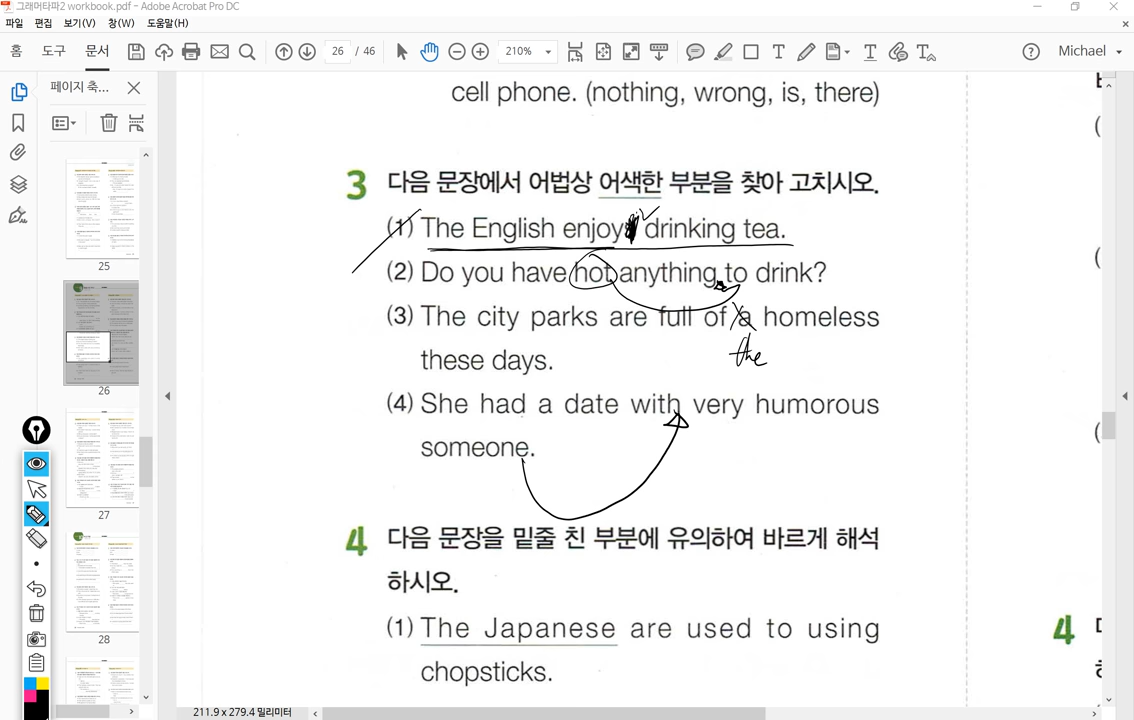 그래머타파2 workbook.pdf - Adobe Acrobat Pro DC
파일 편집 보기(V) 창(W) 도움말(H)
홈 도구 문서 26 / 46 210% Michael
페이지 축...
25
26
27
28
cell phone. (nothing, wrong, is, there)
3 다음 문장에서 어법상 어색한 부분을 찾아 고치시오.
(1) The English enjoy drinking tea.
(2) Do you have hot anything to drink?
(3) The city parks are full of a homeless
the
these days.
(4) She had a date with very humorous
someone.
4 다음 문장을 밑줄 친 부분에 유의하여 바르게 해석
하시오.
(1) The Japanese are used to using
chopsticks.
4
211.9 x 279.4 밀리미터